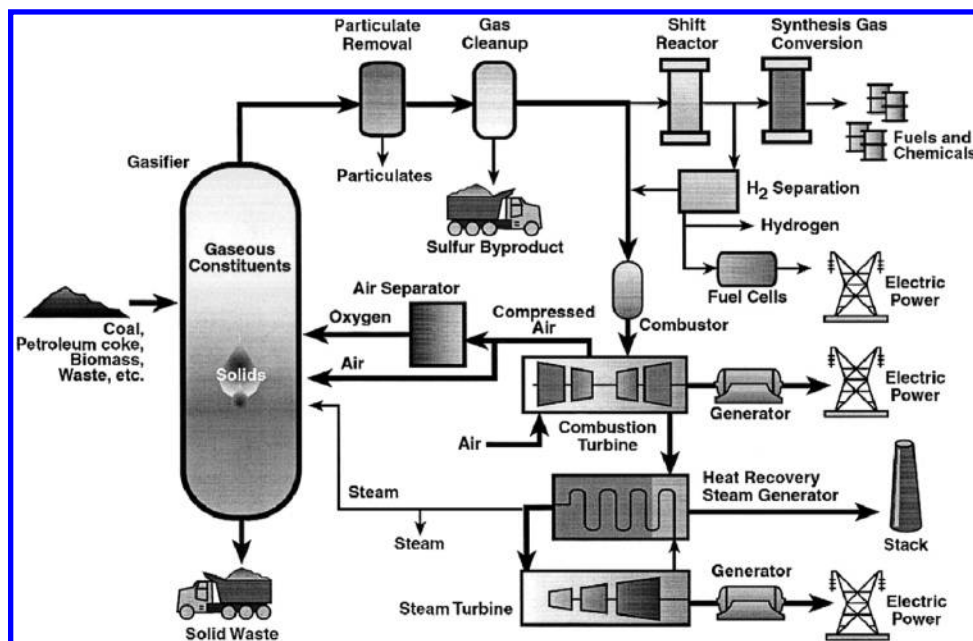 Particulate
Removal
Gas
Cleanup
Shift
Reactor
Synthesis Gas
Conversion
Gasifier
Particulates
Fuels and
Chemicals
H2 Separation
Sulfur Byproduct
Hydrogen
Gaseous
Constituents
Fuel Cells
Electric
Power
Air Separator
Compressed
Air
Combustor
Oxygen
Coal,
Petroleum coke,
Biomass,
Waste, etc.
Air
Solids
Electric
Power
Generator
Air
Combustion
Turbine
Heat Recovery
Steam Generator
Steam
Steam
Stack
Generator
Steam Turbine
Electric
Power
Solid Waste